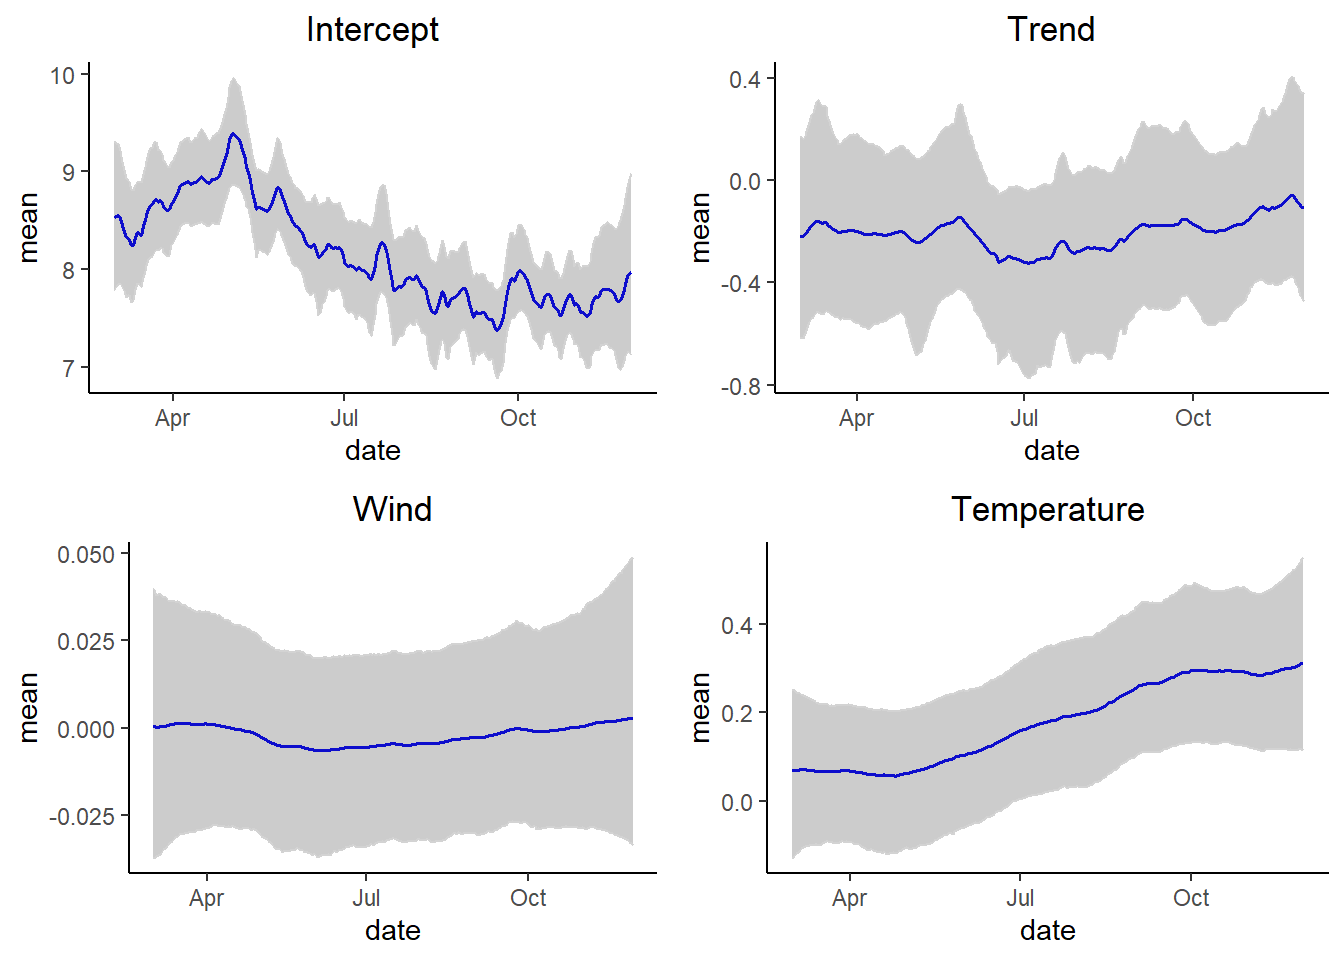 Intercept
10
9
8
7
mean
Apr Jul Oct
date
Trend
0.4
0.0
-0.4
-0.8
mean
Apr Jul Oct
date
Wind
0.050
0.025
0.000
-0.025
mean
Apr Jul Oct
date
Temperature
0.4
0.2
0.0
mean
Apr Jul Oct
date